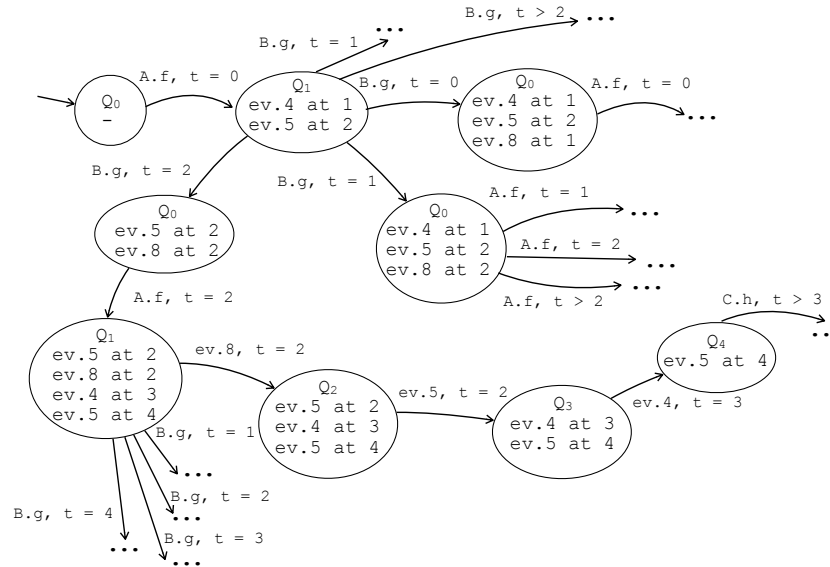 B.g, t > 2
...
B.g, t = 1
...
A.f, t = 0
Q₀
–
Q₁
ev.4 at 1
ev.5 at 2
B.g, t = 0
Q₀
ev.4 at 1
ev.5 at 2
ev.8 at 1
A.f, t = 0
...
B.g, t = 2
B.g, t = 1
Q₀
ev.5 at 2
ev.8 at 2
Q₀
ev.4 at 1
ev.5 at 2
ev.8 at 2
A.f, t = 1
...
A.f, t = 2
...
A.f, t > 2
...
A.f, t = 2
Q₁
ev.5 at 2
ev.8 at 2
ev.4 at 3
ev.5 at 4
ev.8, t = 2
Q₂
ev.5 at 2
ev.4 at 3
ev.5 at 4
ev.5, t = 2
Q₃
ev.4 at 3
ev.5 at 4
ev.4, t = 3
Q₄
ev.5 at 4
C.h, t > 3
..
B.g, t = 1
...
B.g, t = 2
...
B.g, t = 4
...
B.g, t = 3
...